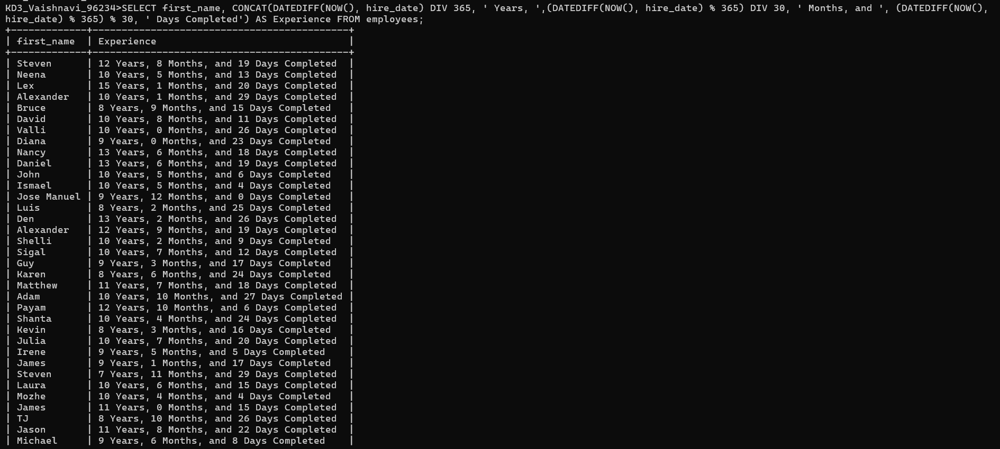 KD3_Vaishnavi_96234>SELECT first_name, CONCAT(DATEDIFF(NOW(), hire_date) DIV 365, ' Years, ',(DATEDIFF(NOW(), hire_date) % 365) DIV 30, ' Months, and ', (DATEDIFF(NOW(),
hire_date) % 365) % 30, ' Days Completed') AS Experience FROM employees;
+-------------+--------------------------------------------+
| first_name  | Experience                                 |
+-------------+--------------------------------------------+
| Steven      | 12 Years, 8 Months, and 19 Days Completed  |
| Neena       | 10 Years, 5 Months, and 13 Days Completed  |
| Lex         | 15 Years, 1 Months, and 20 Days Completed  |
| Alexander   | 10 Years, 1 Months, and 29 Days Completed  |
| Bruce       | 8 Years, 9 Months, and 15 Days Completed   |
| David       | 10 Years, 8 Months, and 11 Days Completed  |
| Valli       | 10 Years, 0 Months, and 26 Days Completed  |
| Diana       | 9 Years, 0 Months, and 23 Days Completed   |
| Nancy       | 13 Years, 6 Months, and 18 Days Completed  |
| Daniel      | 13 Years, 6 Months, and 19 Days Completed  |
| John        | 10 Years, 5 Months, and 6 Days Completed   |
| Ismael      | 10 Years, 5 Months, and 4 Days Completed   |
| Jose Manuel | 9 Years, 12 Months, and 0 Days Completed   |
| Luis        | 8 Years, 2 Months, and 25 Days Completed   |
| Den         | 13 Years, 2 Months, and 26 Days Completed  |
| Alexander   | 12 Years, 9 Months, and 19 Days Completed  |
| Shelli      | 10 Years, 2 Months, and 9 Days Completed   |
| Sigal       | 10 Years, 7 Months, and 12 Days Completed  |
| Guy         | 9 Years, 3 Months, and 17 Days Completed   |
| Karen       | 8 Years, 6 Months, and 24 Days Completed   |
| Matthew     | 11 Years, 7 Months, and 18 Days Completed  |
| Adam        | 10 Years, 10 Months, and 27 Days Completed |
| Payam       | 12 Years, 10 Months, and 6 Days Completed  |
| Shanta      | 10 Years, 4 Months, and 24 Days Completed  |
| Kevin       | 8 Years, 3 Months, and 16 Days Completed   |
| Julia       | 10 Years, 7 Months, and 20 Days Completed  |
| Irene       | 9 Years, 5 Months, and 5 Days Completed    |
| James       | 9 Years, 1 Months, and 17 Days Completed   |
| Steven      | 7 Years, 11 Months, and 29 Days Completed  |
| Laura       | 10 Years, 6 Months, and 15 Days Completed  |
| Mozhe       | 10 Years, 4 Months, and 4 Days Completed   |
| James       | 11 Years, 0 Months, and 15 Days Completed  |
| TJ          | 8 Years, 10 Months, and 26 Days Completed  |
| Jason       | 11 Years, 8 Months, and 22 Days Completed  |
| Michael     | 9 Years, 6 Months, and 8 Days Completed    |